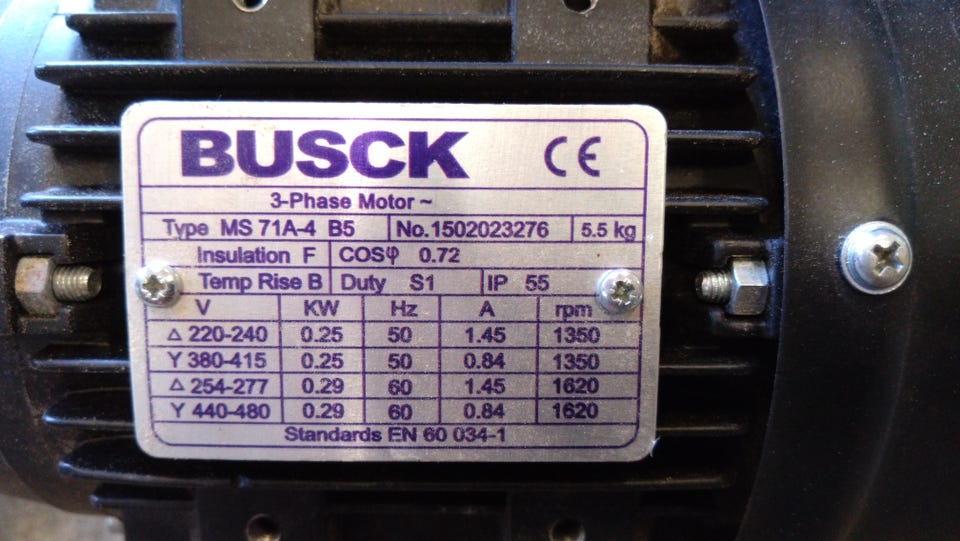 BUSCK CE
3-Phase Motor ~
Type MS 71A-4 B5 No.1502023276 5.5 kg
Insulation F COSφ 0.72
Temp Rise B Duty S1 IP 55
V KW Hz A rpm
Δ 220-240 0.25 50 1.45 1350
Y 380-415 0.25 50 0.84 1350
Δ 254-277 0.29 60 1.45 1620
Y 440-480 0.29 60 0.84 1620
Standards EN 60 034-1